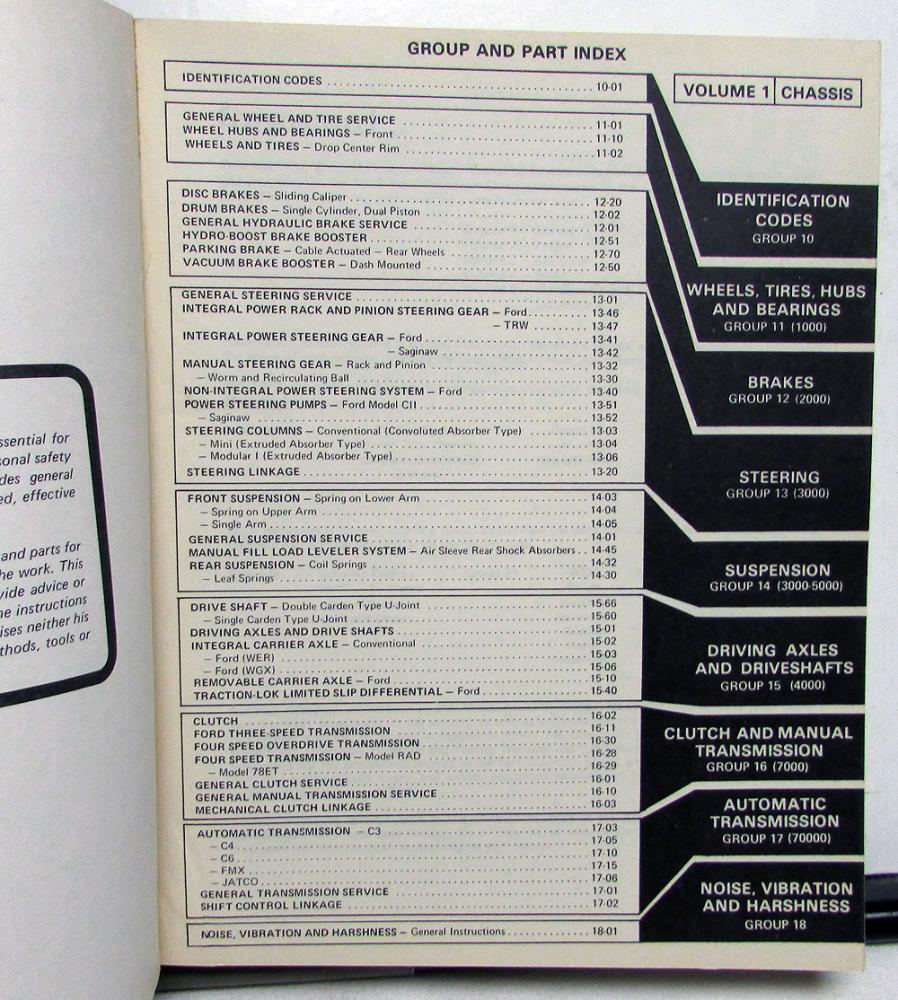 ssential for
sonal safety
des general
ed, effective
and parts for
he work. This
vide advice or
he instructions
ises neither his
thods, tools or
GROUP AND PART INDEX
VOLUME 1 CHASSIS
IDENTIFICATION CODES 10-01
GENERAL WHEEL AND TIRE SERVICE 11-01
WHEEL HUBS AND BEARINGS – Front 11-10
WHEELS AND TIRES – Drop Center Rim 11-02
DISC BRAKES – Sliding Caliper 12-20
DRUM BRAKES – Single Cylinder, Dual Piston 12-02
GENERAL HYDRAULIC BRAKE SERVICE 12-01
HYDRO-BOOST BRAKE BOOSTER 12-51
PARKING BRAKE – Cable Actuated – Rear Wheels 12-70
VACUUM BRAKE BOOSTER – Dash Mounted 12-50
GENERAL STEERING SERVICE 13-01
INTEGRAL POWER RACK AND PINION STEERING GEAR – Ford 13-46
– TRW 13-47
INTEGRAL POWER STEERING GEAR – Ford 13-41
– Saginaw 13-42
MANUAL STEERING GEAR – Rack and Pinion 13-32
– Worm and Recirculating Ball 13-30
NON-INTEGRAL POWER STEERING SYSTEM – Ford 13-40
POWER STEERING PUMPS – Ford Model CII 13-51
– Saginaw 13-52
STEERING COLUMNS – Conventional (Convoluted Absorber Type) 13-03
– Mini (Extruded Absorber Type) 13-04
– Modular I (Extruded Absorber Type) 13-06
STEERING LINKAGE 13-20
FRONT SUSPENSION – Spring on Lower Arm 14-03
– Spring on Upper Arm 14-04
– Single Arm 14-05
GENERAL SUSPENSION SERVICE 14-01
MANUAL FILL LOAD LEVELER SYSTEM – Air Sleeve Rear Shock Absorbers 14-45
REAR SUSPENSION – Coil Springs 14-32
– Leaf Springs 14-30
DRIVE SHAFT – Double Carden Type U-Joint 15-66
– Single Carden Type U-Joint 15-60
DRIVING AXLES AND DRIVE SHAFTS 15-01
INTEGRAL CARRIER AXLE – Conventional 15-02
– Ford (WER) 15-03
– Ford (WGX) 15-06
REMOVABLE CARRIER AXLE – Ford 15-10
TRACTION-LOK LIMITED SLIP DIFFERENTIAL – Ford 15-40
CLUTCH 16-02
FORD THREE-SPEED TRANSMISSION 16-11
FOUR SPEED OVERDRIVE TRANSMISSION 16-30
FOUR SPEED TRANSMISSION – Model RAD 16-28
– Model 78ET 16-29
GENERAL CLUTCH SERVICE 16-01
GENERAL MANUAL TRANSMISSION SERVICE 16-10
MECHANICAL CLUTCH LINKAGE 16-03
AUTOMATIC TRANSMISSION – C3 17-03
– C4 17-05
– C6 17-10
– FMX 17-15
– JATCO 17-06
GENERAL TRANSMISSION SERVICE 17-01
SHIFT CONTROL LINKAGE 17-02
NOISE, VIBRATION AND HARSHNESS – General Instructions 18-01
IDENTIFICATION
CODES
GROUP 10
WHEELS, TIRES, HUBS
AND BEARINGS
GROUP 11 (1000)
BRAKES
GROUP 12 (2000)
STEERING
GROUP 13 (3000)
SUSPENSION
GROUP 14 (3000-5000)
DRIVING AXLES
AND DRIVESHAFTS
GROUP 15 (4000)
CLUTCH AND MANUAL
TRANSMISSION
GROUP 16 (7000)
AUTOMATIC
TRANSMISSION
GROUP 17 (70000)
NOISE, VIBRATION
AND HARSHNESS
GROUP 18